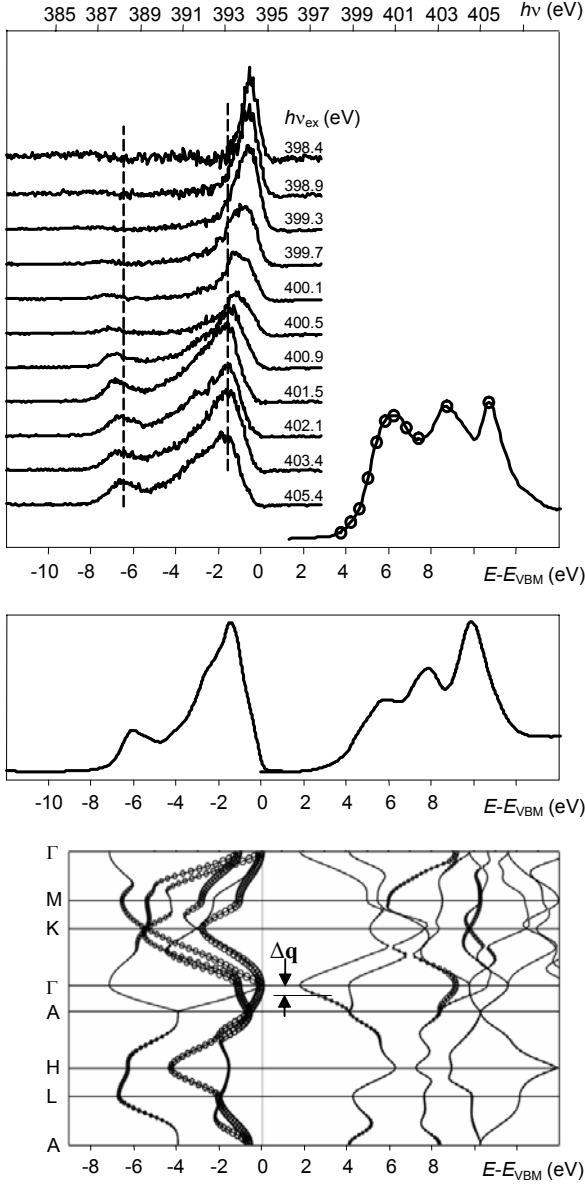 385 387 389 391 393 395 397 399 401 403 405 hν (eV)
hνex (eV)
398.4
398.9
399.3
399.7
400.1
400.5
400.9
401.5
402.1
403.4
405.4
-10 -8 -6 -4 -2 0 2 4 6 8 E-EVBM (eV)
-10 -8 -6 -4 -2 0 2 4 6 8 E-EVBM (eV)
Γ
M
K
Δq
Γ
A
H
L
A
-8 -6 -4 -2 0 2 4 6 8 E-EVBM (eV)